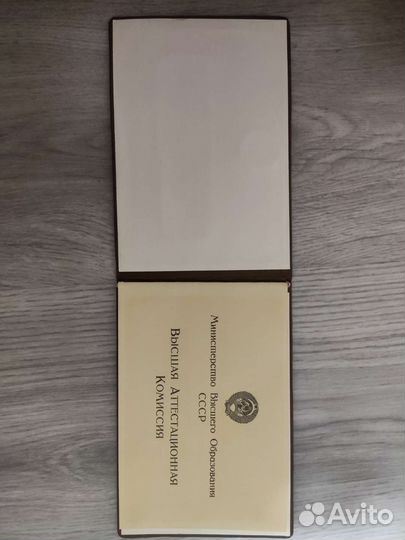 Министерство Высшего Образования
СССР
Высшая Аттестационная
Комиссия
Avito